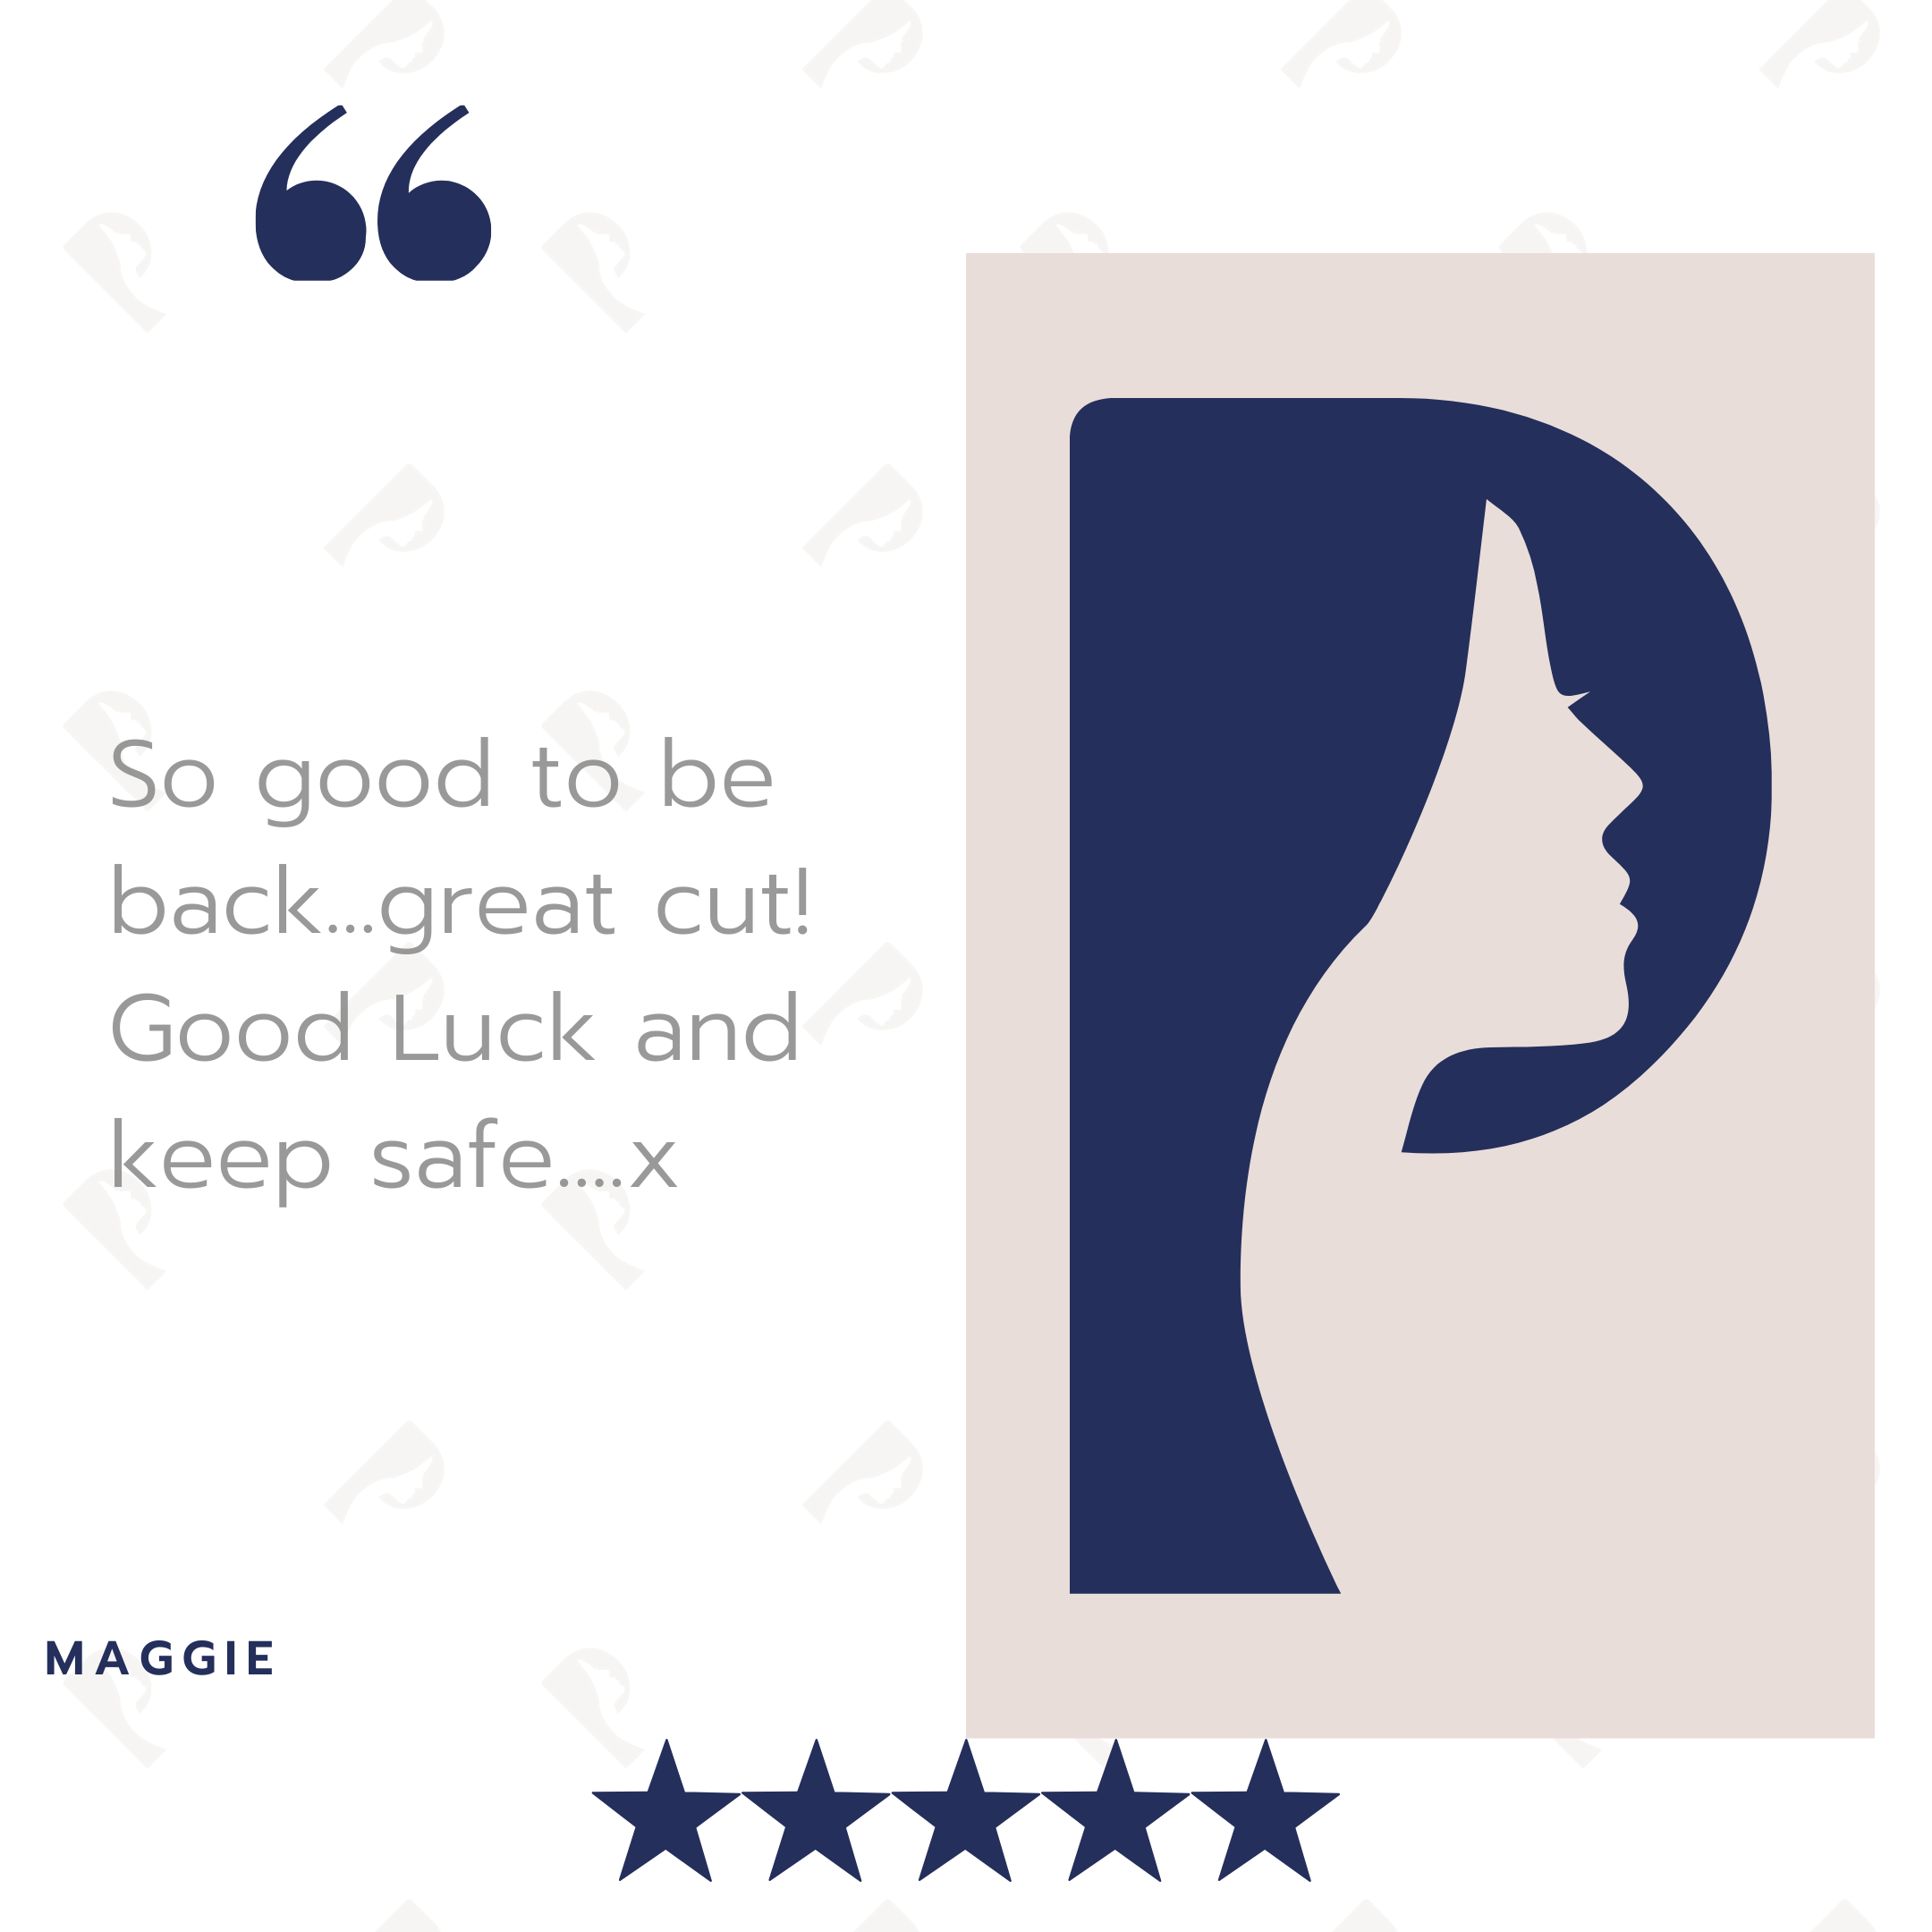 “
So good to be
back...great cut!
Good Luck and
keep safe....x
MAGGIE